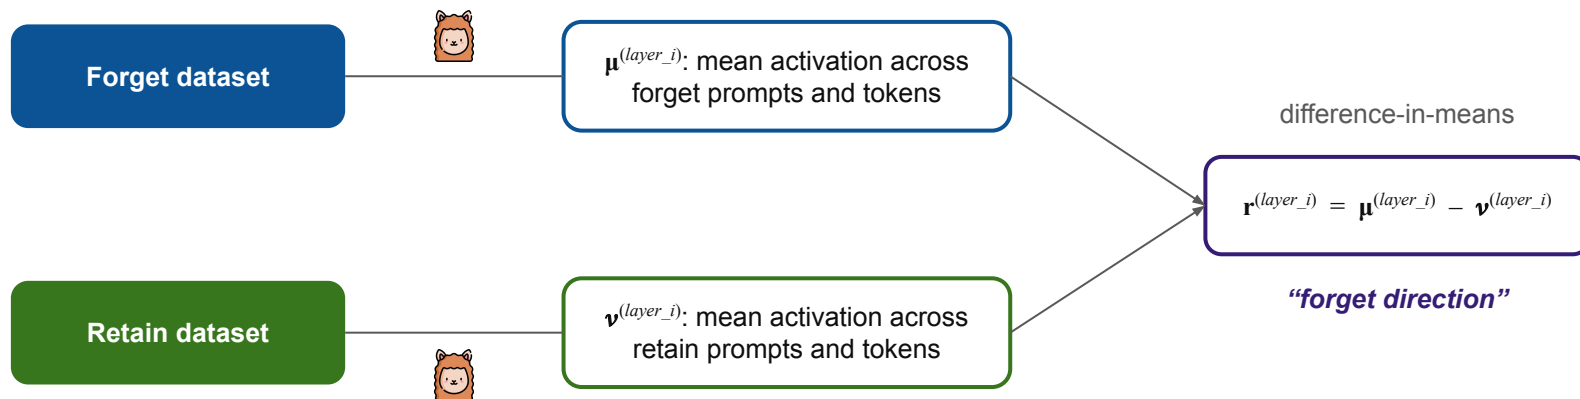 Forget dataset
μ^(layer_i): mean activation across
forget prompts and tokens
difference-in-means
r^(layer_i) = μ^(layer_i) − ν^(layer_i)
“forget direction”
Retain dataset
ν^(layer_i): mean activation across
retain prompts and tokens